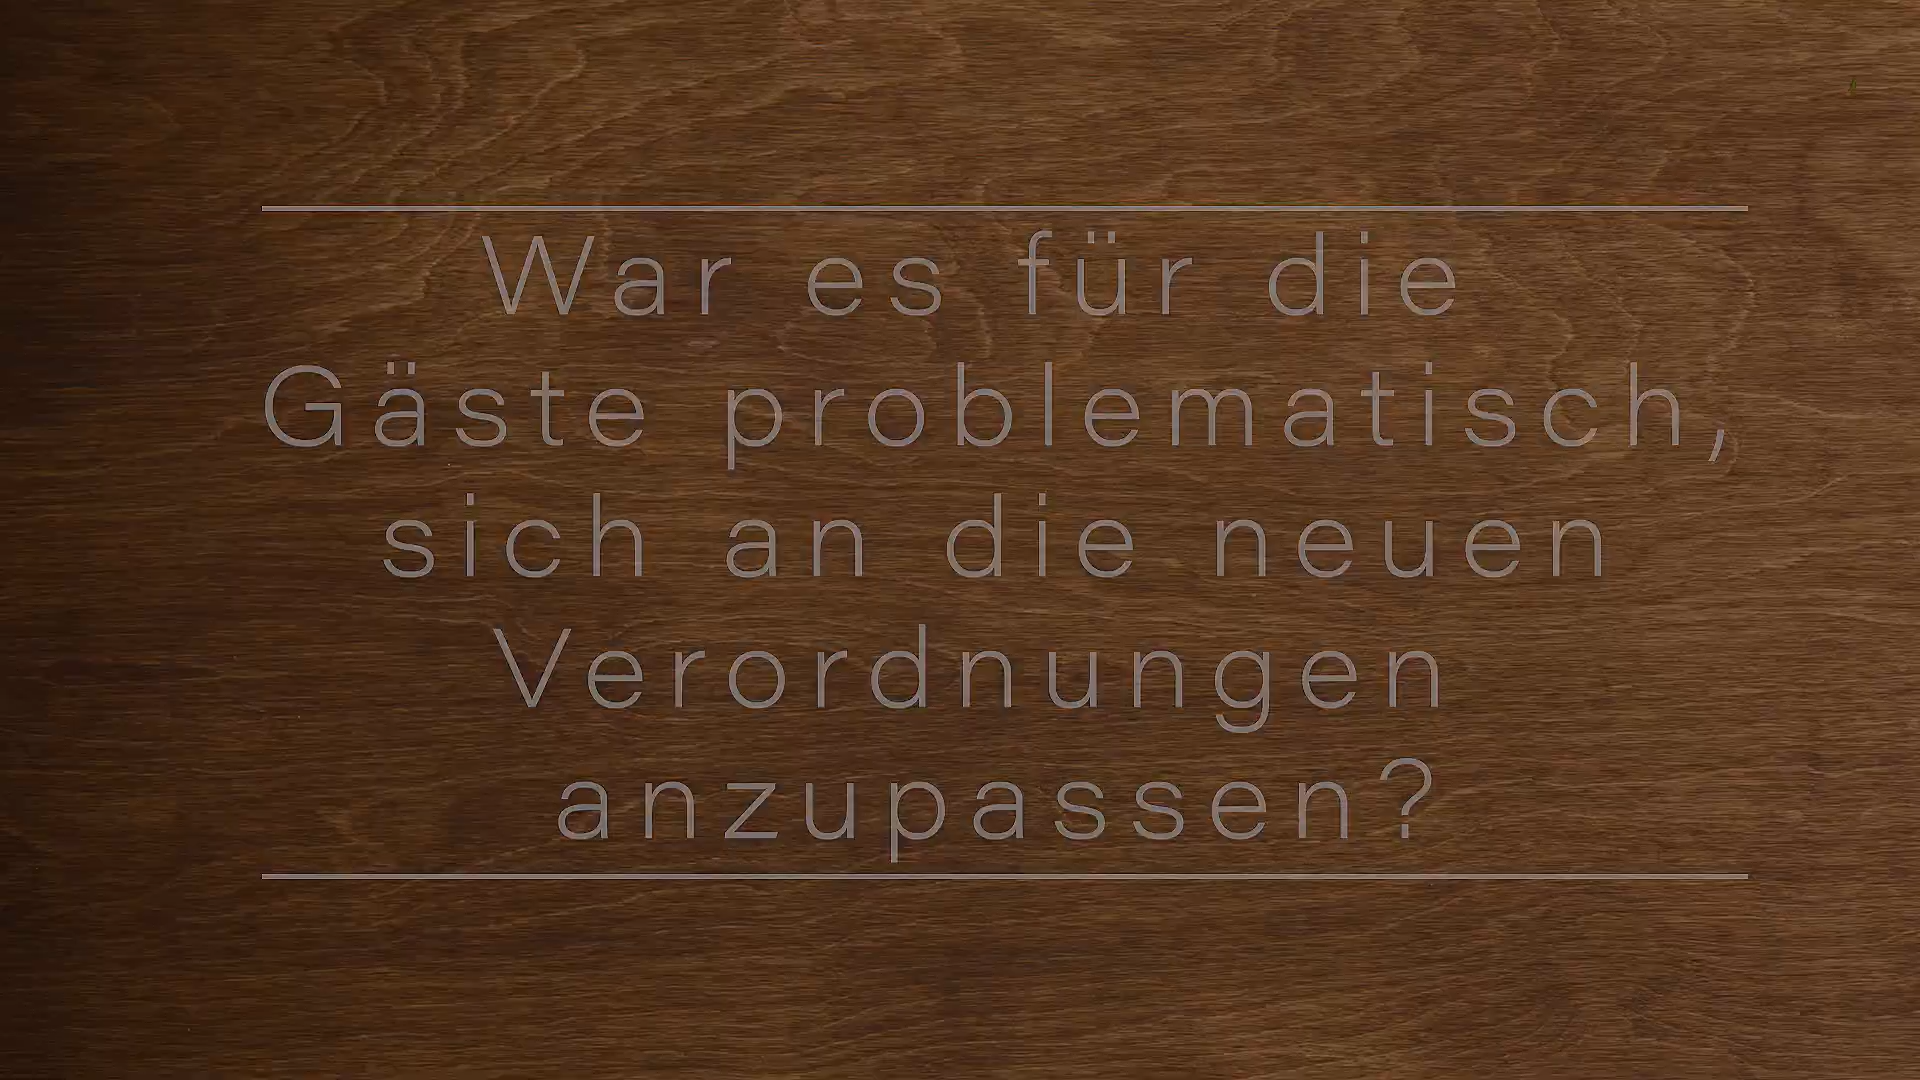 War es für die
Gäste problematisch,
sich an die neuen
Verordnungen
anzupassen?